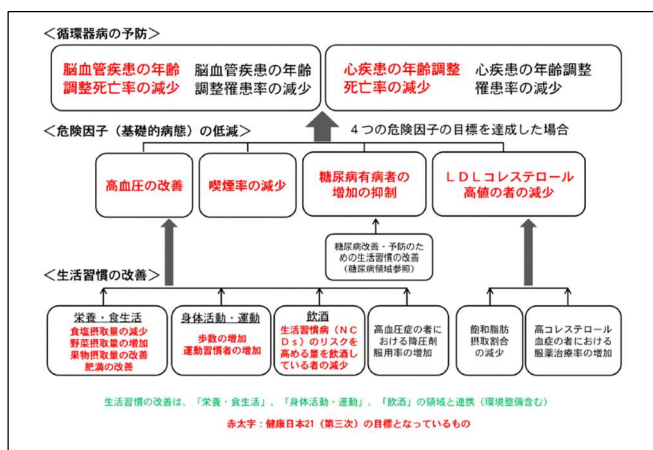 ＜循環器病の予防＞
脳血管疾患の年齢
調整死亡率の減少
脳血管疾患の年齢
調整罹患率の減少
心疾患の年齢調整
死亡率の減少
心疾患の年齢調整
罹患率の減少
＜危険因子（基礎的病態）の低減＞
４つの危険因子の目標を達成した場合
高血圧の改善
喫煙率の減少
糖尿病有病者の
増加の抑制
ＬＤＬコレステロール
高値の者の減少
糖尿病改善・予防のた
めの生活習慣の改善
（糖尿病領域参照）
＜生活習慣の改善＞
栄養・食生活
食塩摂取量の減少
野菜摂取量の増加
果物摂取量の改善
肥満の改善
身体活動・運動
歩数の増加
運動習慣者の増加
飲酒
生活習慣病（ＮＣ
Ｄｓ）のリスクを
高める量を飲酒し
ている者の減少
高血圧症の者に
おける降圧剤
服用率の増加
飽和脂肪
摂取割合
の減少
高コレステロール
血症の者における
服薬治療率の増加
生活習慣の改善は、「栄養・食生活」、「身体活動・運動」、「飲酒」の領域と連携（環境整備含む）
赤太字：健康日本21（第三次）の目標となっているもの